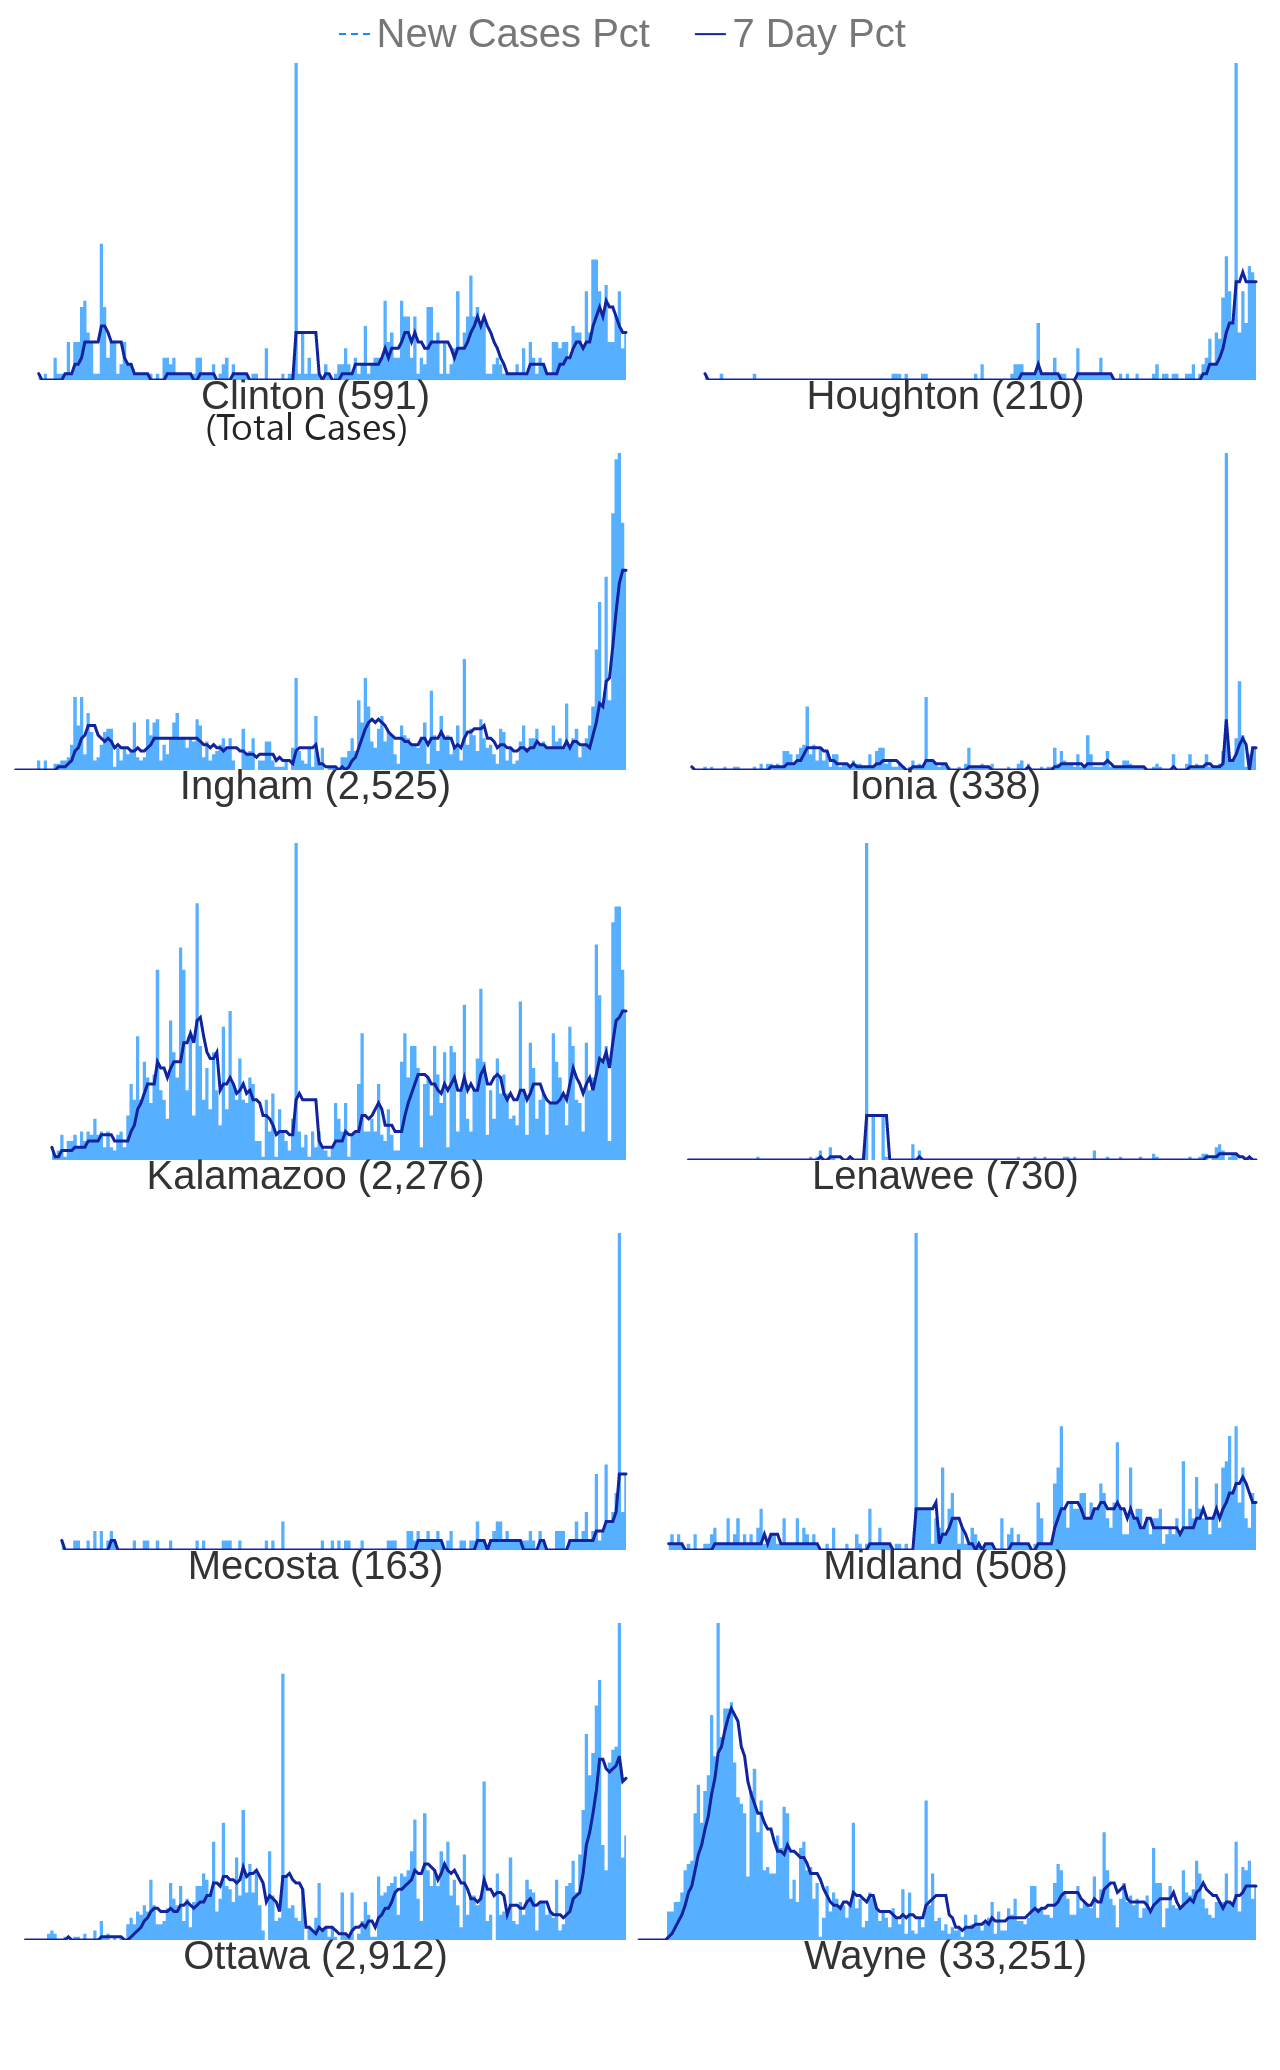 New Cases Pct 7 Day Pct
Clinton (591) Houghton (210)
(Total Cases)
Ingham (2,525) Ionia (338)
Kalamazoo (2,276) Lenawee (730)
Mecosta (163) Midland (508)
Ottawa (2,912) Wayne (33,251)